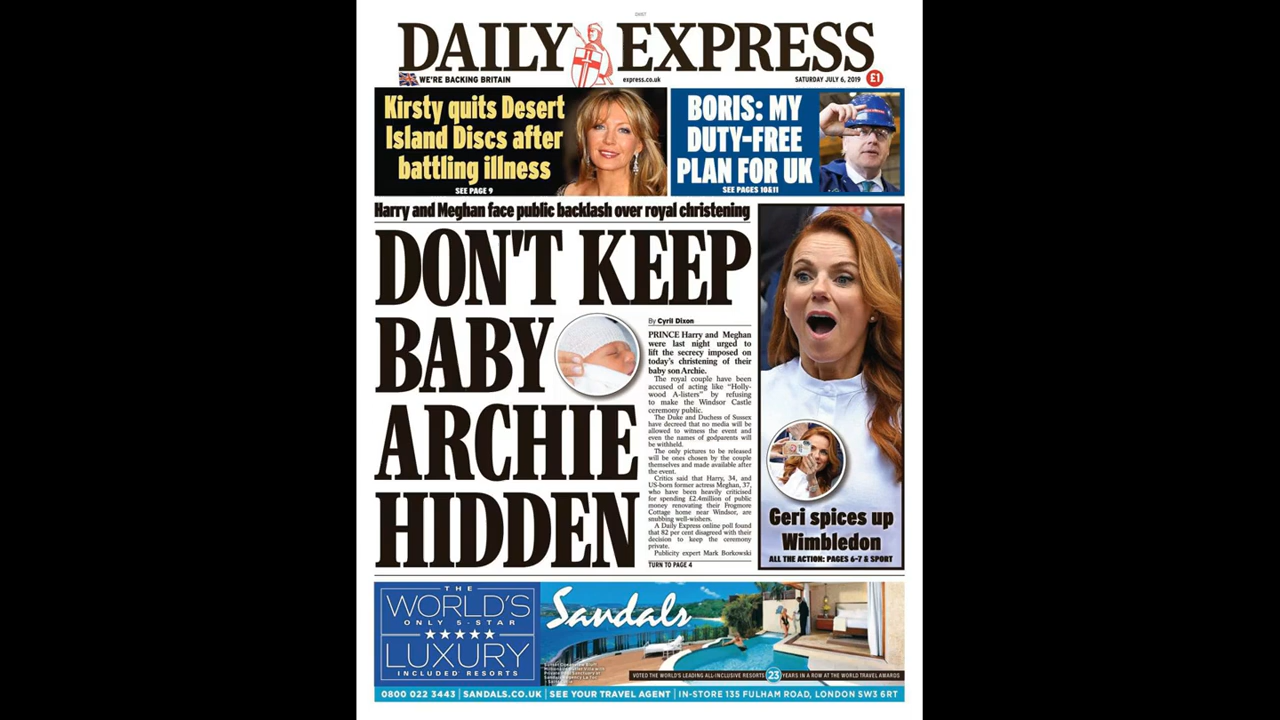 DAILY EXPRESS
WE'RE BACKING BRITAIN
express.co.uk
SATURDAY JULY 6, 2019
£1
Kirsty quits Desert
Island Discs after
battling illness
SEE PAGE 9
BORIS: MY
DUTY-FREE
PLAN FOR UK
SEE PAGES 10&11
Harry and Meghan face public backlash over royal christening
DON'T KEEP
BABY
ARCHIE
HIDDEN
By Cyril Dixon
PRINCE Harry and Meghan
were last night urged to
lift the secrecy imposed on
today's christening of their
baby son Archie.
The royal couple have been
accused of acting like "Holly-
wood A-listers" by refusing
to make the Windsor Castle
ceremony public.
The Duke and Duchess of Sussex
have decreed that no media will be
allowed to witness the event and
even the names of godparents will
be withheld.
The only pictures to be released
will be ones chosen by the couple
themselves and made available after
the event.
Critics said that Harry, 34, and
US-born former actress Meghan, 37,
who have been heavily criticised
for spending £2.4million of public
money renovating their Frogmore
Cottage home near Windsor, are
snubbing well-wishers.
A Daily Express online poll found
that 82 per cent disagreed with their
decision to keep the ceremony
private.
Publicity expert Mark Borkowski
TURN TO PAGE 4
Geri spices up
Wimbledon
ALL THE ACTION: PAGES 6-7 & SPORT
THE
WORLD'S
ONLY 5-STAR
LUXURY
INCLUDED RESORTS
Sandals
VOTED THE WORLD'S LEADING ALL-INCLUSIVE RESORTS 23 YEARS IN A ROW AT THE WORLD TRAVEL AWARDS
0800 022 3443 | SANDALS.CO.UK | SEE YOUR TRAVEL AGENT | IN-STORE 135 FULHAM ROAD, LONDON SW3 6RT